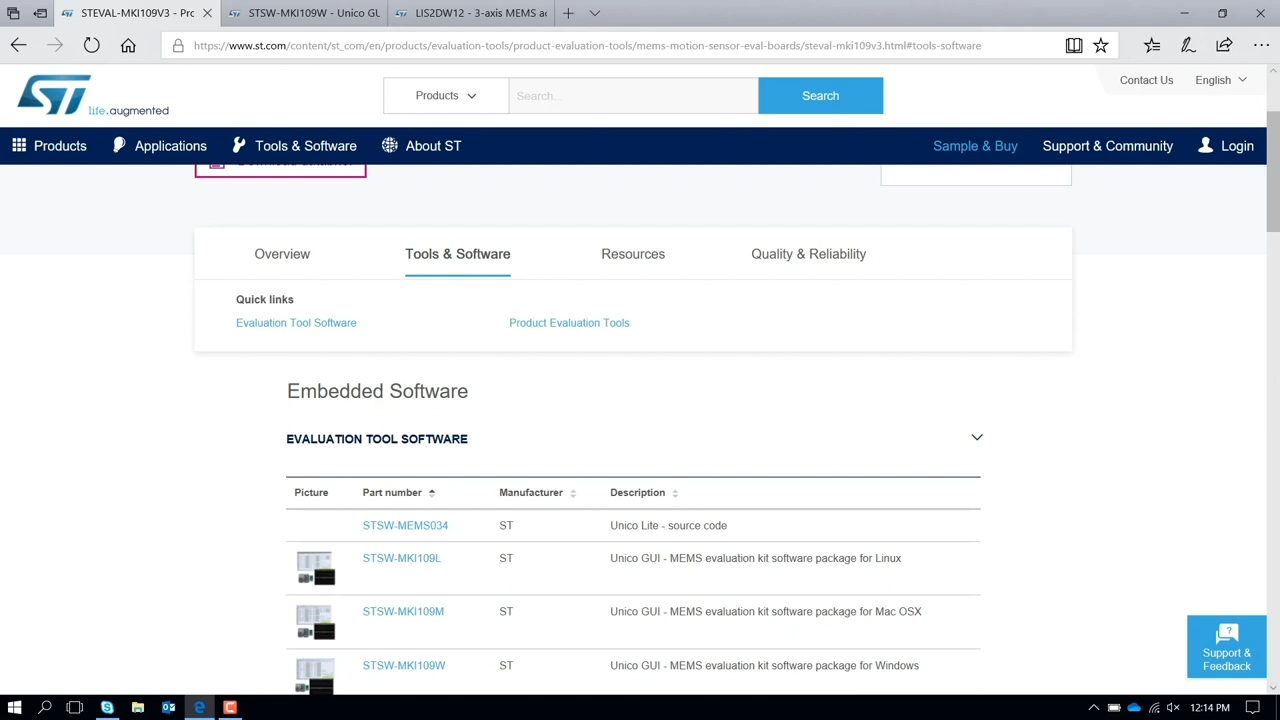 STEVAL-MKI109V3 - Pro
STSW-MKI109W - Unico GU
LIS2DW12 - 3-axis MEMS ac
https://www.st.com/content/st_com/en/products/evaluation-tools/product-evaluation-tools/mems-motion-sensor-eval-boards/steval-mki109v3.html#tools-software
ST life.augmented
Products
Search...
Search
Contact Us
English
Products
Applications
Tools & Software
About ST
Sample & Buy
Support & Community
Login
Download databrief
Overview
Tools & Software
Resources
Quality & Reliability
Quick links
Evaluation Tool Software
Product Evaluation Tools
Embedded Software
EVALUATION TOOL SOFTWARE
Picture Part number Manufacturer Description
STSW-MEMS034 ST Unico Lite - source code
STSW-MKI109L ST Unico GUI - MEMS evaluation kit software package for Linux
STSW-MKI109M ST Unico GUI - MEMS evaluation kit software package for Mac OSX
STSW-MKI109W ST Unico GUI - MEMS evaluation kit software package for Windows
Support &
Feedback
12:14 PM